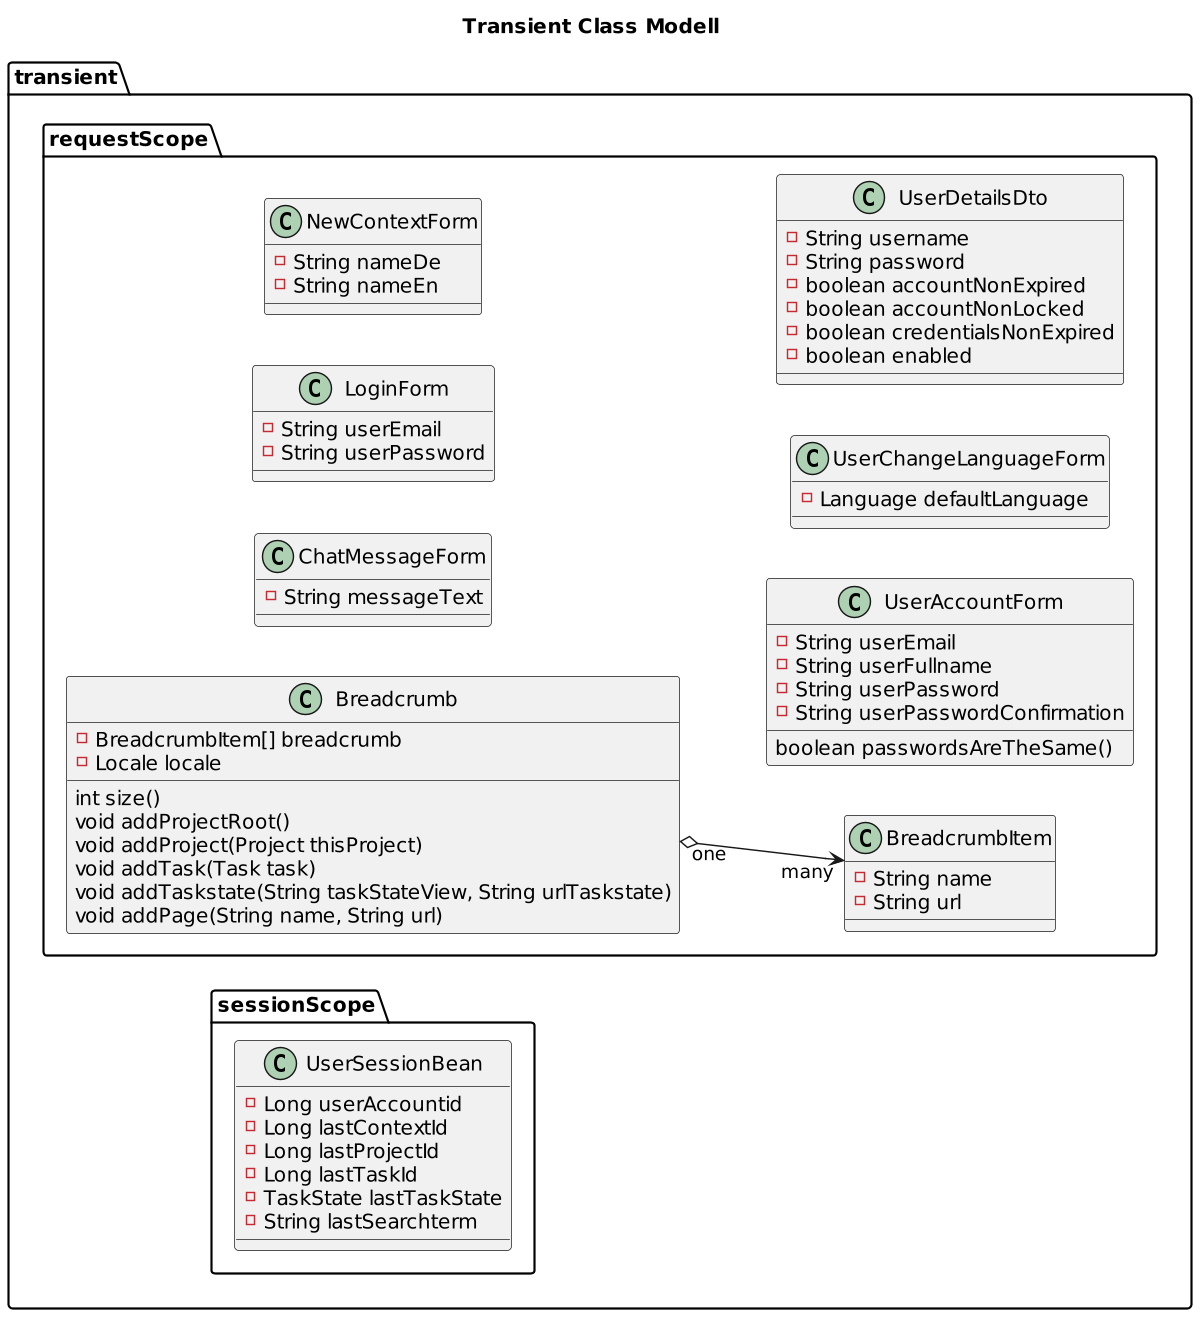 Transient Class Modell
transient
requestScope
C NewContextForm
String nameDe
String nameEn
C LoginForm
String userEmail
String userPassword
C ChatMessageForm
String messageText
C Breadcrumb
BreadcrumbItem[] breadcrumb
Locale locale
int size()
void addProjectRoot()
void addProject(Project thisProject)
void addTask(Task task)
void addTaskstate(String taskStateView, String urlTaskstate)
void addPage(String name, String url)
one
many
C UserDetailsDto
String username
String password
boolean accountNonExpired
boolean accountNonLocked
boolean credentialsNonExpired
boolean enabled
C UserChangeLanguageForm
Language defaultLanguage
C UserAccountForm
String userEmail
String userFullname
String userPassword
String userPasswordConfirmation
boolean passwordsAreTheSame()
C BreadcrumbItem
String name
String url
sessionScope
C UserSessionBean
Long userAccountid
Long lastContextId
Long lastProjectId
Long lastTaskId
TaskState lastTaskState
String lastSearchterm